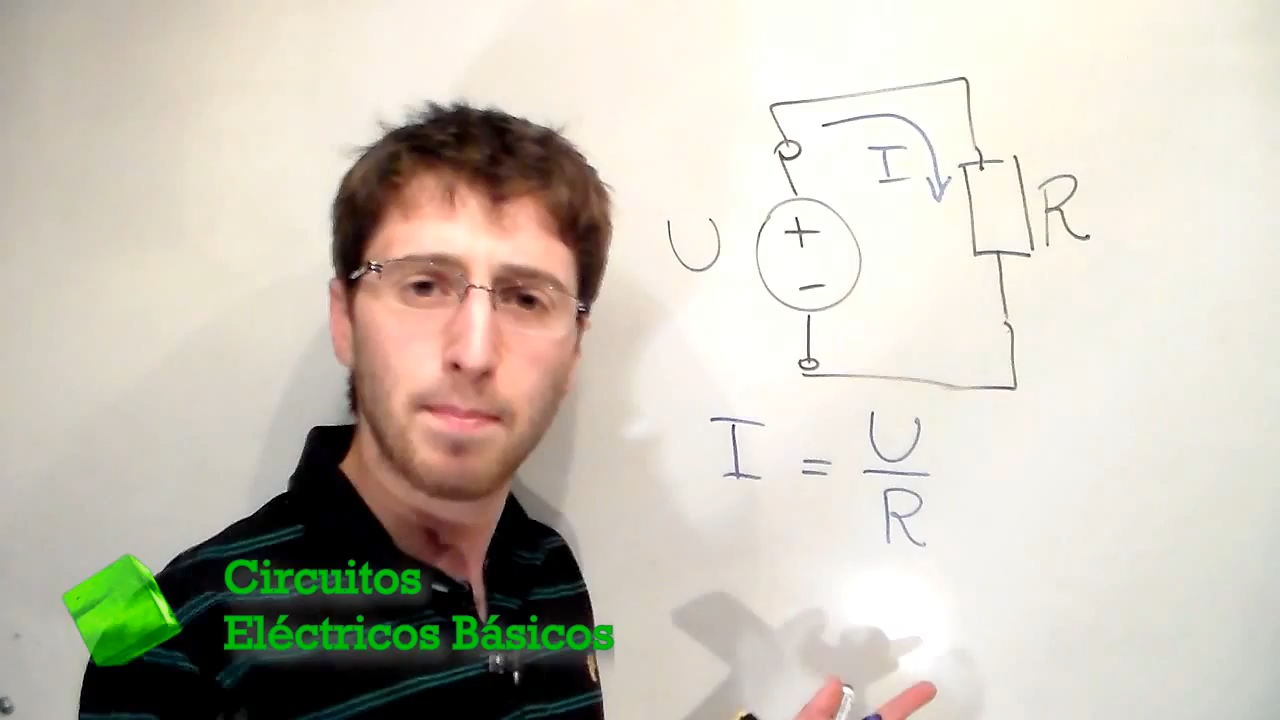 I
U
+
-
R
I = U/R
Circuitos
Eléctricos Básicos